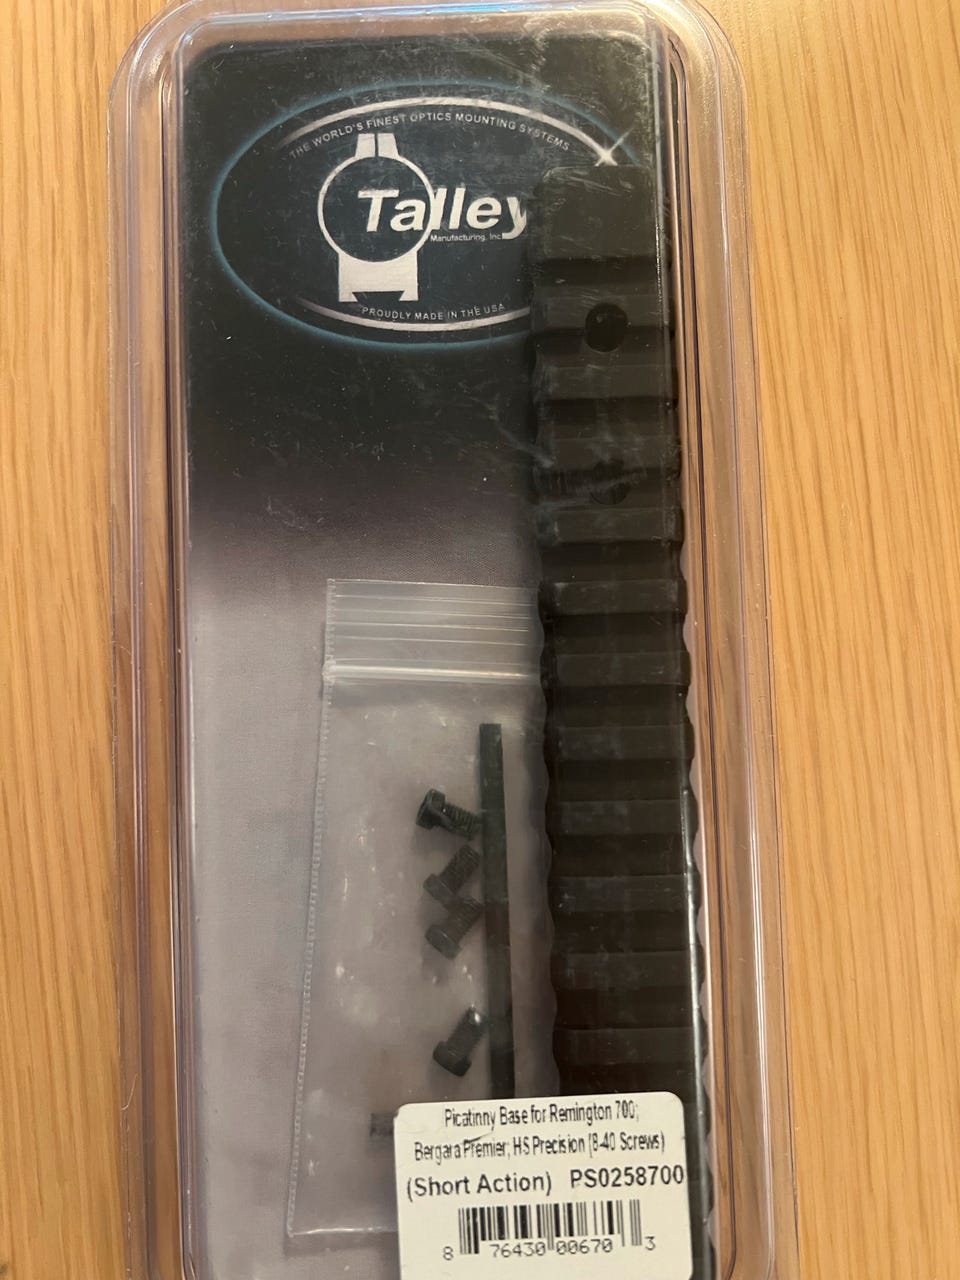 THE WORLD'S FINEST OPTICS MOUNTING SYSTEMS
Talley
Manufacturing, Inc.
PROUDLY MADE IN THE USA
Picatinny Base for Remington 700;
Bergara Premier; HS Precision (8-40 Screws)
(Short Action) PS0258700
8 76430 00670 3